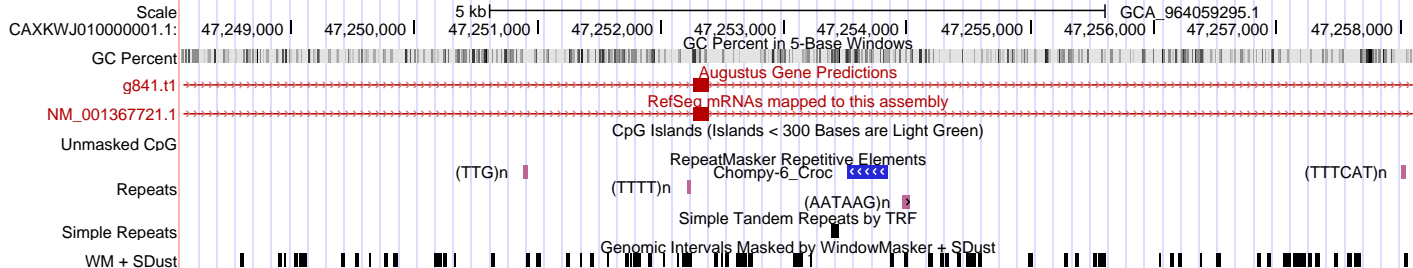 Scale 5 kb GCA_964059295.1
CAXKWJ010000001.1: 47,249,000 47,250,000 47,251,000 47,252,000 47,253,000 47,254,000 47,255,000 47,256,000 47,257,000 47,258,000
GC Percent in 5-Base Windows
GC Percent
Augustus Gene Predictions
g841.t1
RefSeq mRNAs mapped to this assembly
NM_001367721.1
CpG Islands (Islands < 300 Bases are Light Green)
Unmasked CpG
RepeatMasker Repetitive Elements
(TTG)n Chompy-6_Croc (TTTCAT)n
Repeats (TTTT)n
(AATAAG)n
Simple Tandem Repeats by TRF
Simple Repeats
Genomic Intervals Masked by WindowMasker + SDust
WM + SDust